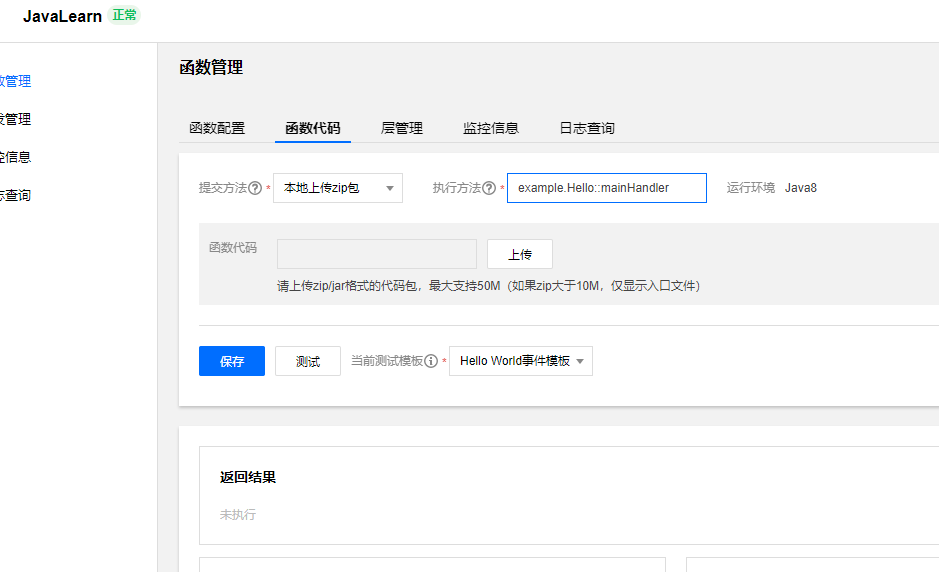 JavaLearn 正常
数管理
发管理
控信息
志查询
函数管理
函数配置 函数代码 层管理 监控信息 日志查询
提交方法 * 本地上传zip包 执行方法 * example.Hello::mainHandler 运行环境 Java8
函数代码 上传
请上传zip/jar格式的代码包，最大支持50M（如果zip大于10M，仅显示入口文件）
保存 测试 当前测试模板 * Hello World事件模板
返回结果
未执行